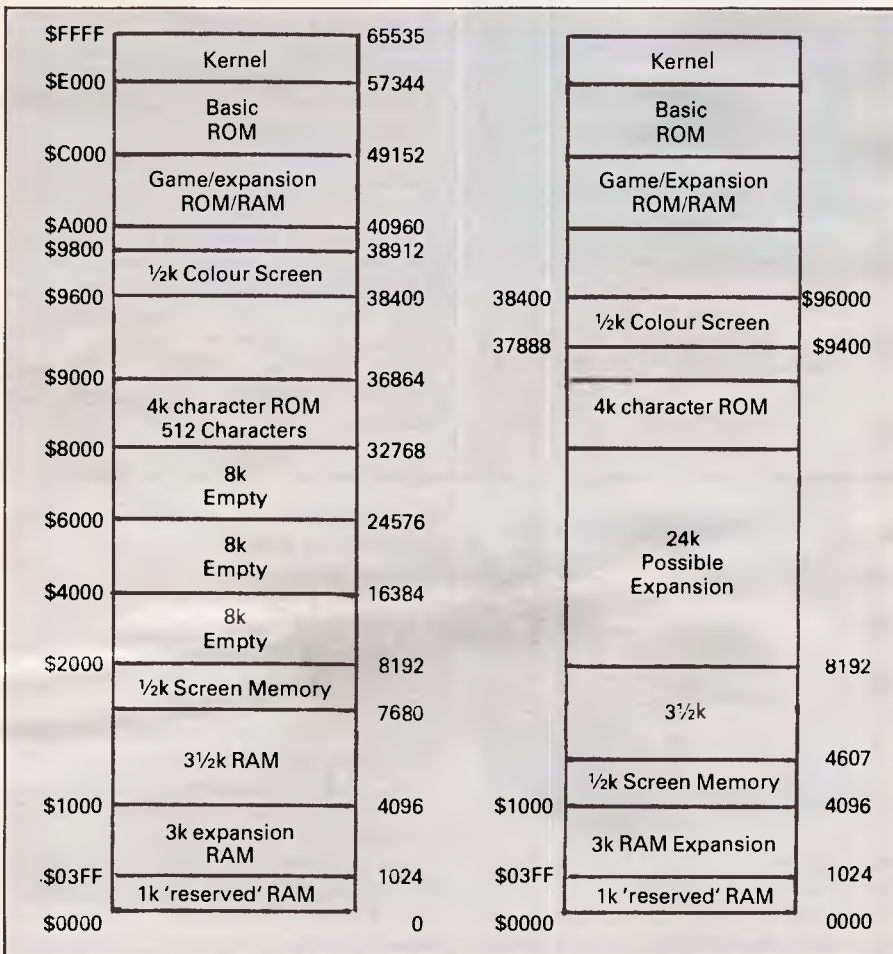 $FFFF 65535
Kernel
$E000 57344
Basic
ROM
$C000 49152
Game/expansion
ROM/RAM
$A000 40960
$9800 38912
½k Colour Screen
$9600 38400
$9000 36864
4k character ROM
512 Characters
$8000 32768
8k
Empty
$6000 24576
8k
Empty
$4000 16384
8k
Empty
$2000 8192
½k Screen Memory
7680
3½k RAM
$1000 4096
3k expansion
RAM
$03FF 1024
1k 'reserved' RAM
$0000 0
Kernel
Basic
ROM
Game/Expansion
ROM/RAM
38400 $96000
½k Colour Screen
37888 $9400
4k character ROM
24k
Possible
Expansion
8192
3½k
4607
½k Screen Memory
$1000 4096
3k RAM Expansion
$03FF 1024
1k 'reserved' RAM
$0000 0000